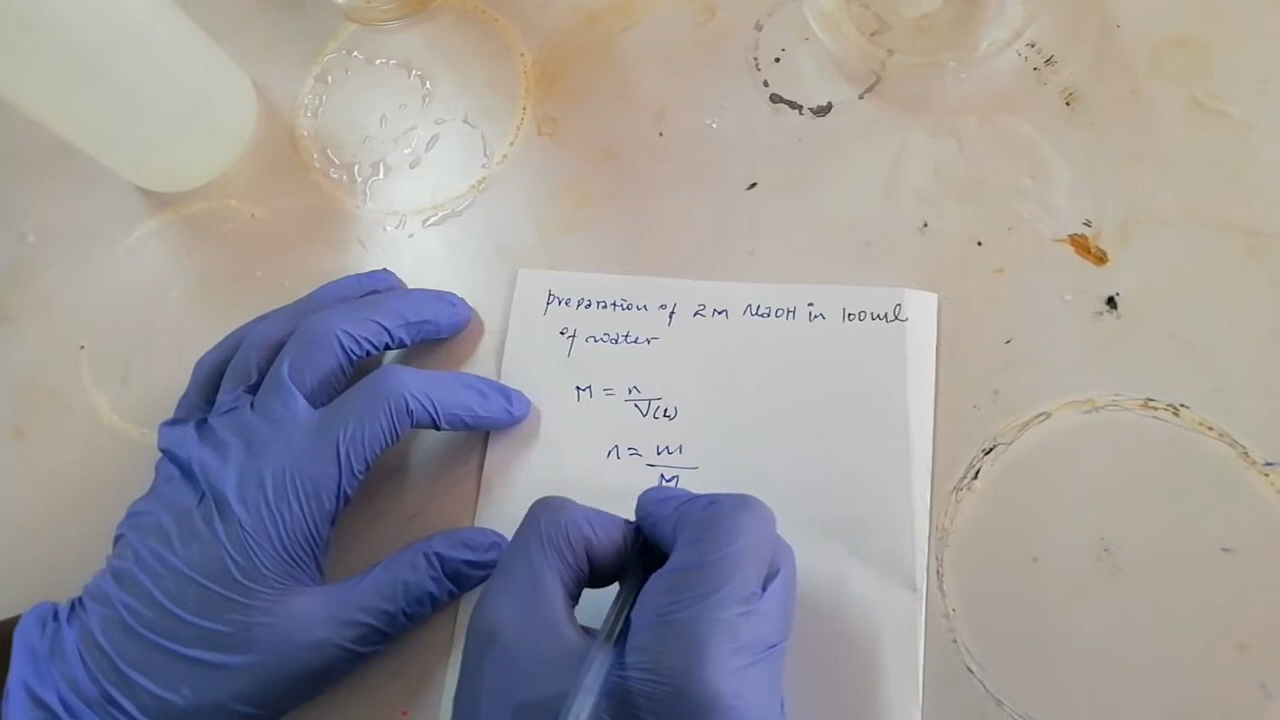 preparation of 2M NaOH in 100ml
of water
M = n/V(L)
n = m/M